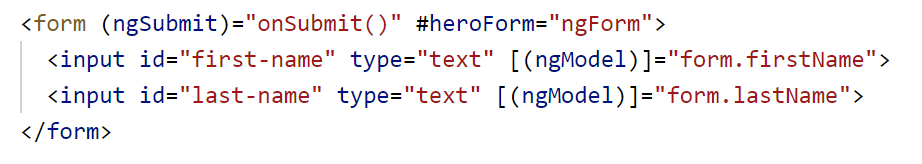 <form (ngSubmit)="onSubmit()" #heroForm="ngForm">
<input id="first-name" type="text" [(ngModel)]="form.firstName">
<input id="last-name" type="text" [(ngModel)]="form.lastName">
</form>